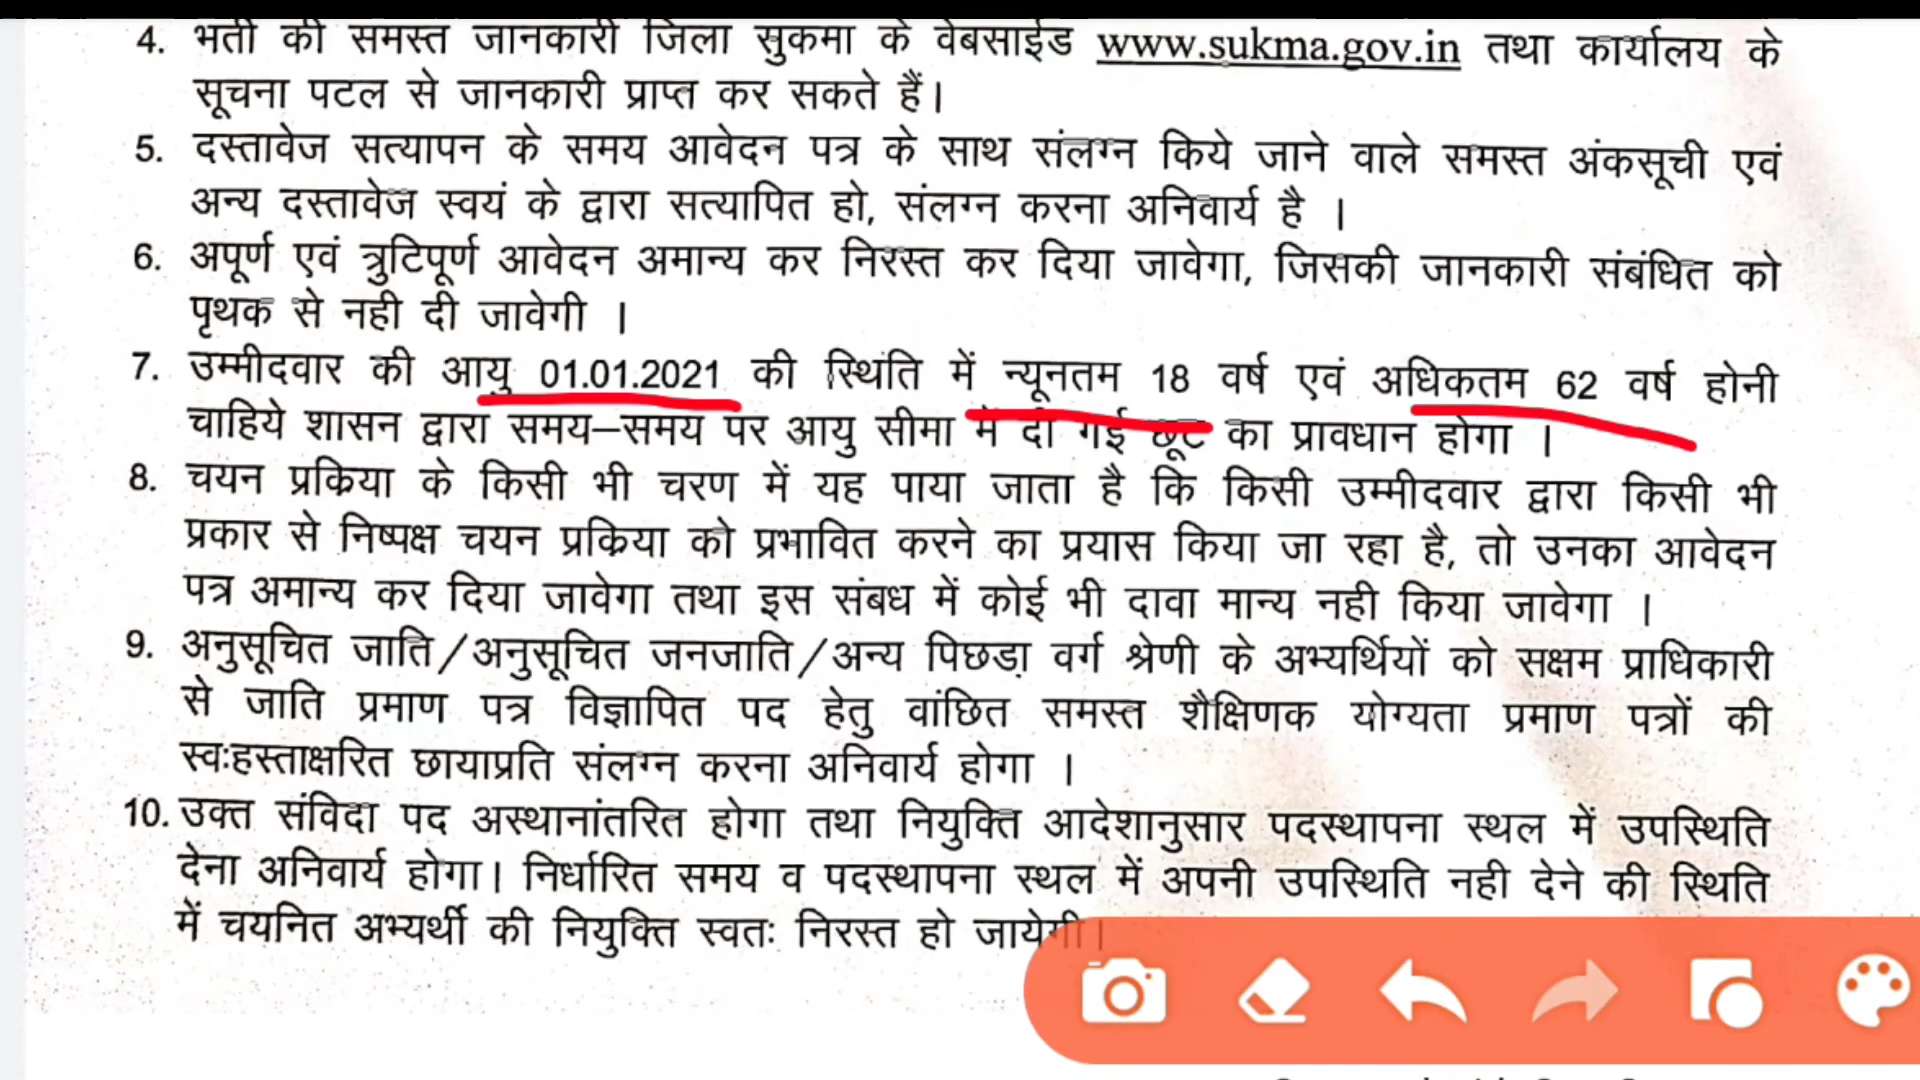 4. भर्ती की समस्त जानकारी जिला सुकमा के वेबसाईड www.sukma.gov.in तथा कार्यालय के
सूचना पटल से जानकारी प्राप्त कर सकते हैं।
5. दस्तावेज सत्यापन के समय आवेदन पत्र के साथ संलग्न किये जाने वाले समस्त अंकसूची एवं
अन्य दस्तावेज स्वयं के द्वारा सत्यापित हो, संलग्न करना अनिवार्य है ।
6. अपूर्ण एवं त्रुटिपूर्ण आवेदन अमान्य कर निरस्त कर दिया जावेगा, जिसकी जानकारी संबंधित को
पृथक से नही दी जावेगी ।
7. उम्मीदवार की आयु 01.01.2021 की स्थिति में न्यूनतम 18 वर्ष एवं अधिकतम 62 वर्ष होनी
चाहिये शासन द्वारा समय–समय पर आयु सीमा में दी गई छूट का प्रावधान होगा ।
8. चयन प्रकिया के किसी भी चरण में यह पाया जाता है कि किसी उम्मीदवार द्वारा किसी भी
प्रकार से निष्पक्ष चयन प्रकिया को प्रभावित करने का प्रयास किया जा रहा है, तो उनका आवेदन
पत्र अमान्य कर दिया जावेगा तथा इस संबध में कोई भी दावा मान्य नही किया जावेगा ।
9. अनुसूचित जाति/अनुसूचित जनजाति/अन्य पिछड़ा वर्ग श्रेणी के अभ्यर्थियों को सक्षम प्राधिकारी
से जाति प्रमाण पत्र विज्ञापित पद हेतु वांछित समस्त शैक्षिणक योग्यता प्रमाण पत्रों की
स्वःहस्ताक्षरित छायाप्रति संलग्न करना अनिवार्य होगा ।
10. उक्त संविदा पद अस्थानांतरित होगा तथा नियुक्ति आदेशानुसार पदस्थापना स्थल में उपस्थिति
देना अनिवार्य होगा। निर्धारित समय व पदस्थापना स्थल में अपनी उपस्थिति नही देने की स्थिति
में चयनित अभ्यर्थी की नियुक्ति स्वतः निरस्त हो जायेगी।